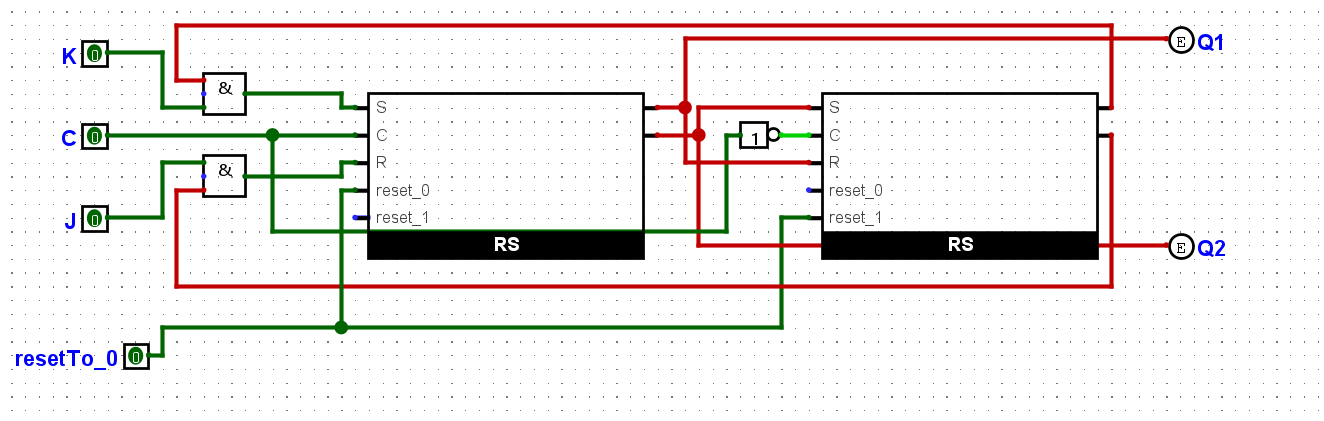 K 0
C 0
J 0
resetTo_0 0
&
&
S
C
R
reset_0
reset_1
RS
1
S
C
R
reset_0
reset_1
RS
E Q1
E Q2